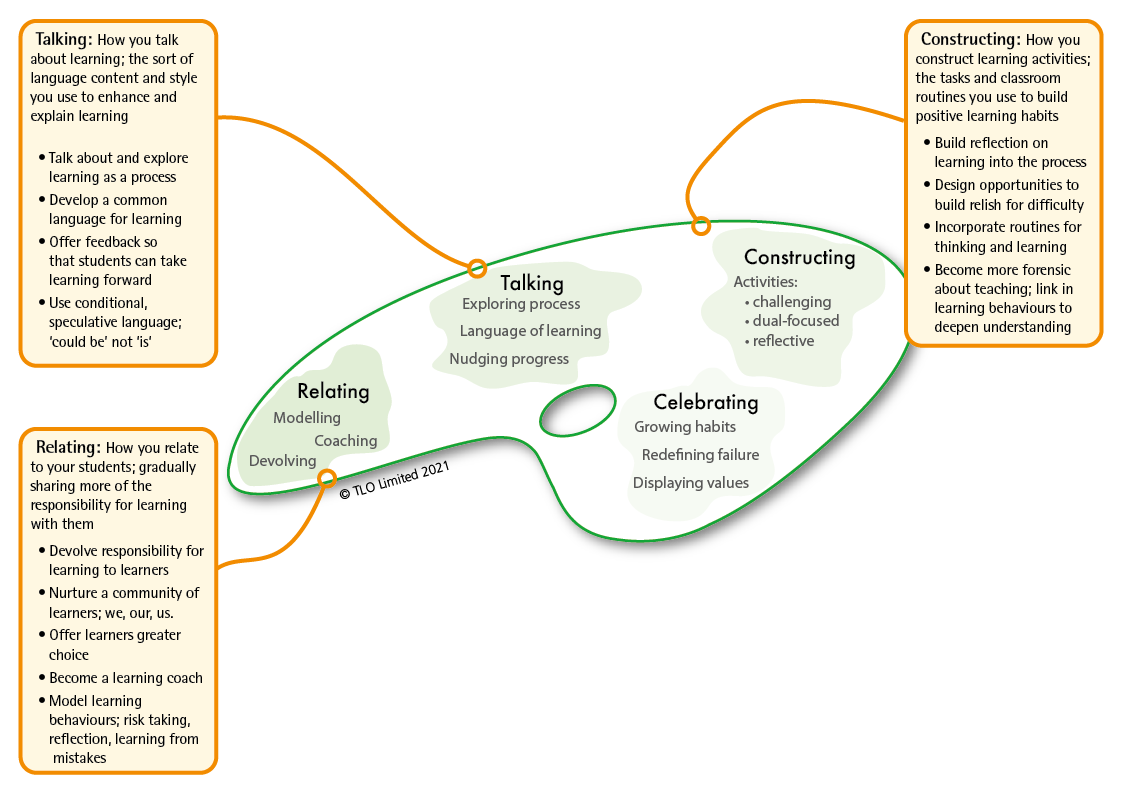 Talking: How you talk
about learning; the sort of
language content and style
you use to enhance and
explain learning
• Talk about and explore
learning as a process
• Develop a common
language for learning
• Offer feedback so
that students can take
learning forward
• Use conditional,
speculative language;
‘could be’ not ‘is‘
Constructing: How you
construct learning activities;
the tasks and classroom
routines you use to build
positive learning habits
• Build reflection on
learning into the process
• Design opportunities to
build relish for difficulty
• Incorporate routines for
thinking and learning
• Become more forensic
about teaching; link in
learning behaviours to
deepen understanding
Talking
Exploring process
Language of learning
Nudging progress
Constructing
Activities:
• challenging
• dual-focused
• reflective
Relating
Modelling
Coaching
Devolving
Celebrating
Growing habits
Redefining failure
Displaying values
© TLO Limited 2021
Relating: How you relate
to your students; gradually
sharing more of the
responsibility for learning
with them
• Devolve responsibility for
learning to learners
• Nurture a community of
learners; we, our, us.
• Offer learners greater
choice
• Become a learning coach
• Model learning
behaviours; risk taking,
reflection, learning from
mistakes